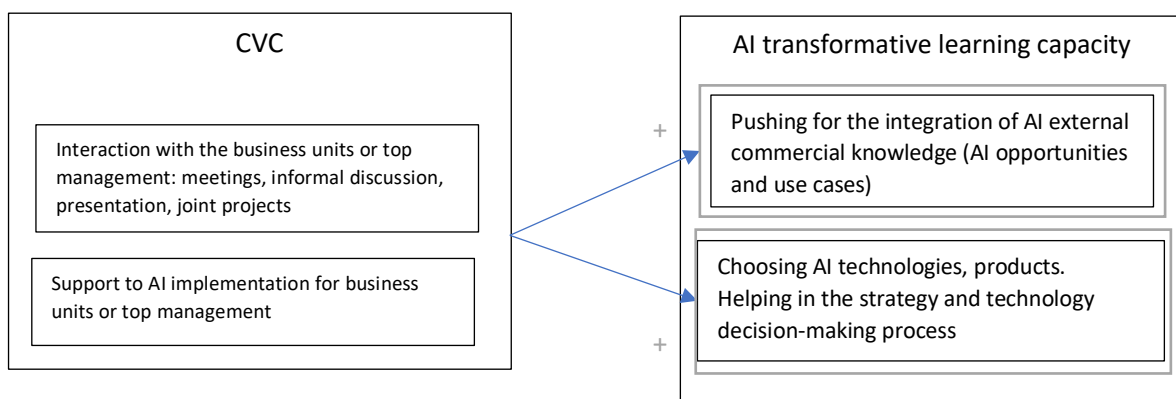 CVC
Interaction with the business units or top
management: meetings, informal discussion,
presentation, joint projects
Support to AI implementation for business
units or top management
+
+
AI transformative learning capacity
Pushing for the integration of AI external
commercial knowledge (AI opportunities
and use cases)
Choosing AI technologies, products.
Helping in the strategy and technology
decision-making process